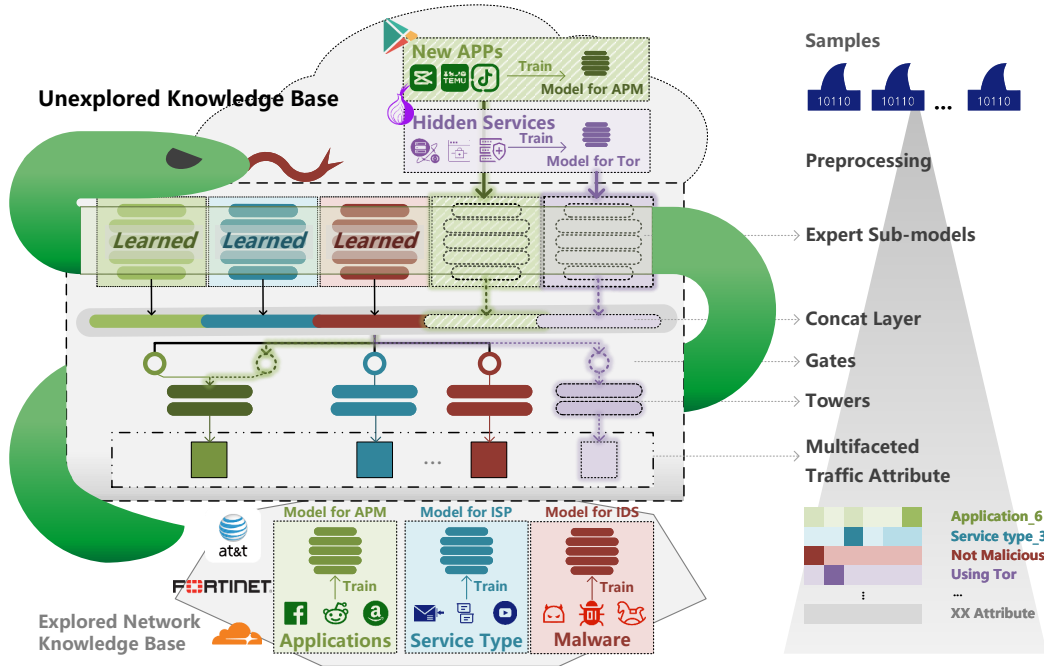 New APPs
TEMU
Train
Model for APM
Unexplored Knowledge Base
Hidden Services
Train
Model for Tor
Learned
Learned
Learned
...
Model for APM
Model for ISP
Model for IDS
at&t
Train
Train
Train
FORTINET
Explored Network
Knowledge Base
Applications
Service Type
Malware
Samples
10110
10110
...
10110
Preprocessing
Expert Sub-models
Concat Layer
Gates
Towers
Multifaceted
Traffic Attribute
Application_6
Service type_3
Not Malicious
Using Tor
...
⋮
XX Attribute